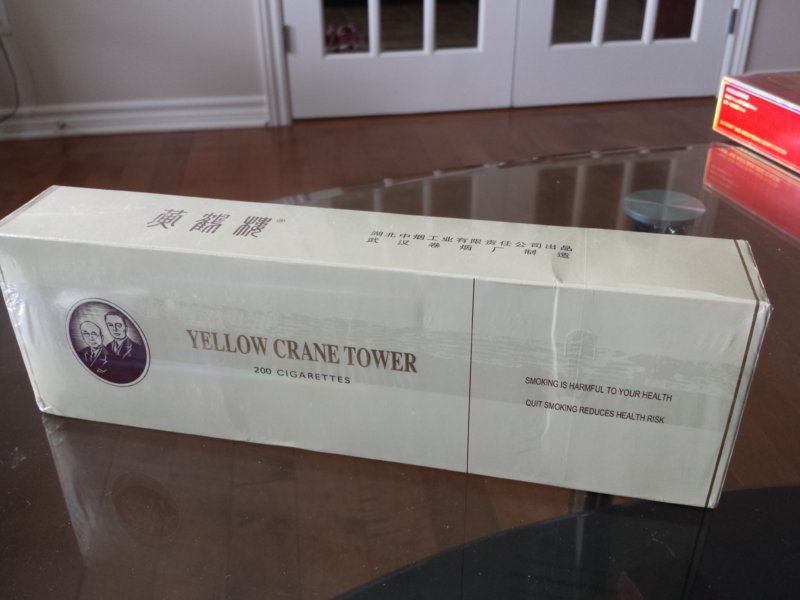 黄鹤楼®
湖北中烟工业有限责任公司出品
武汉卷烟厂制造
YELLOW CRANE TOWER
200 CIGARETTES
SMOKING IS HARMFUL TO YOUR HEALTH
QUIT SMOKING REDUCES HEALTH RISK